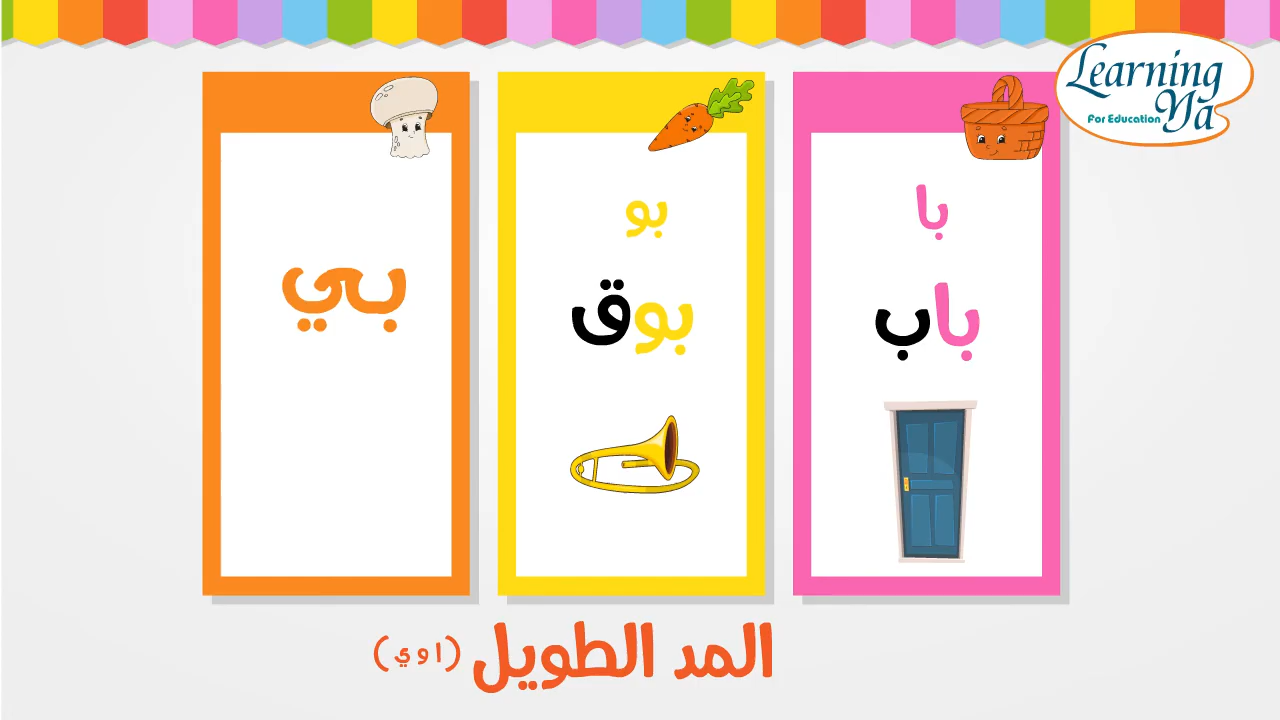 Learning
Ya
For Education
با
باب
بو
بوق
بي
المد الطويل (ا و ي)